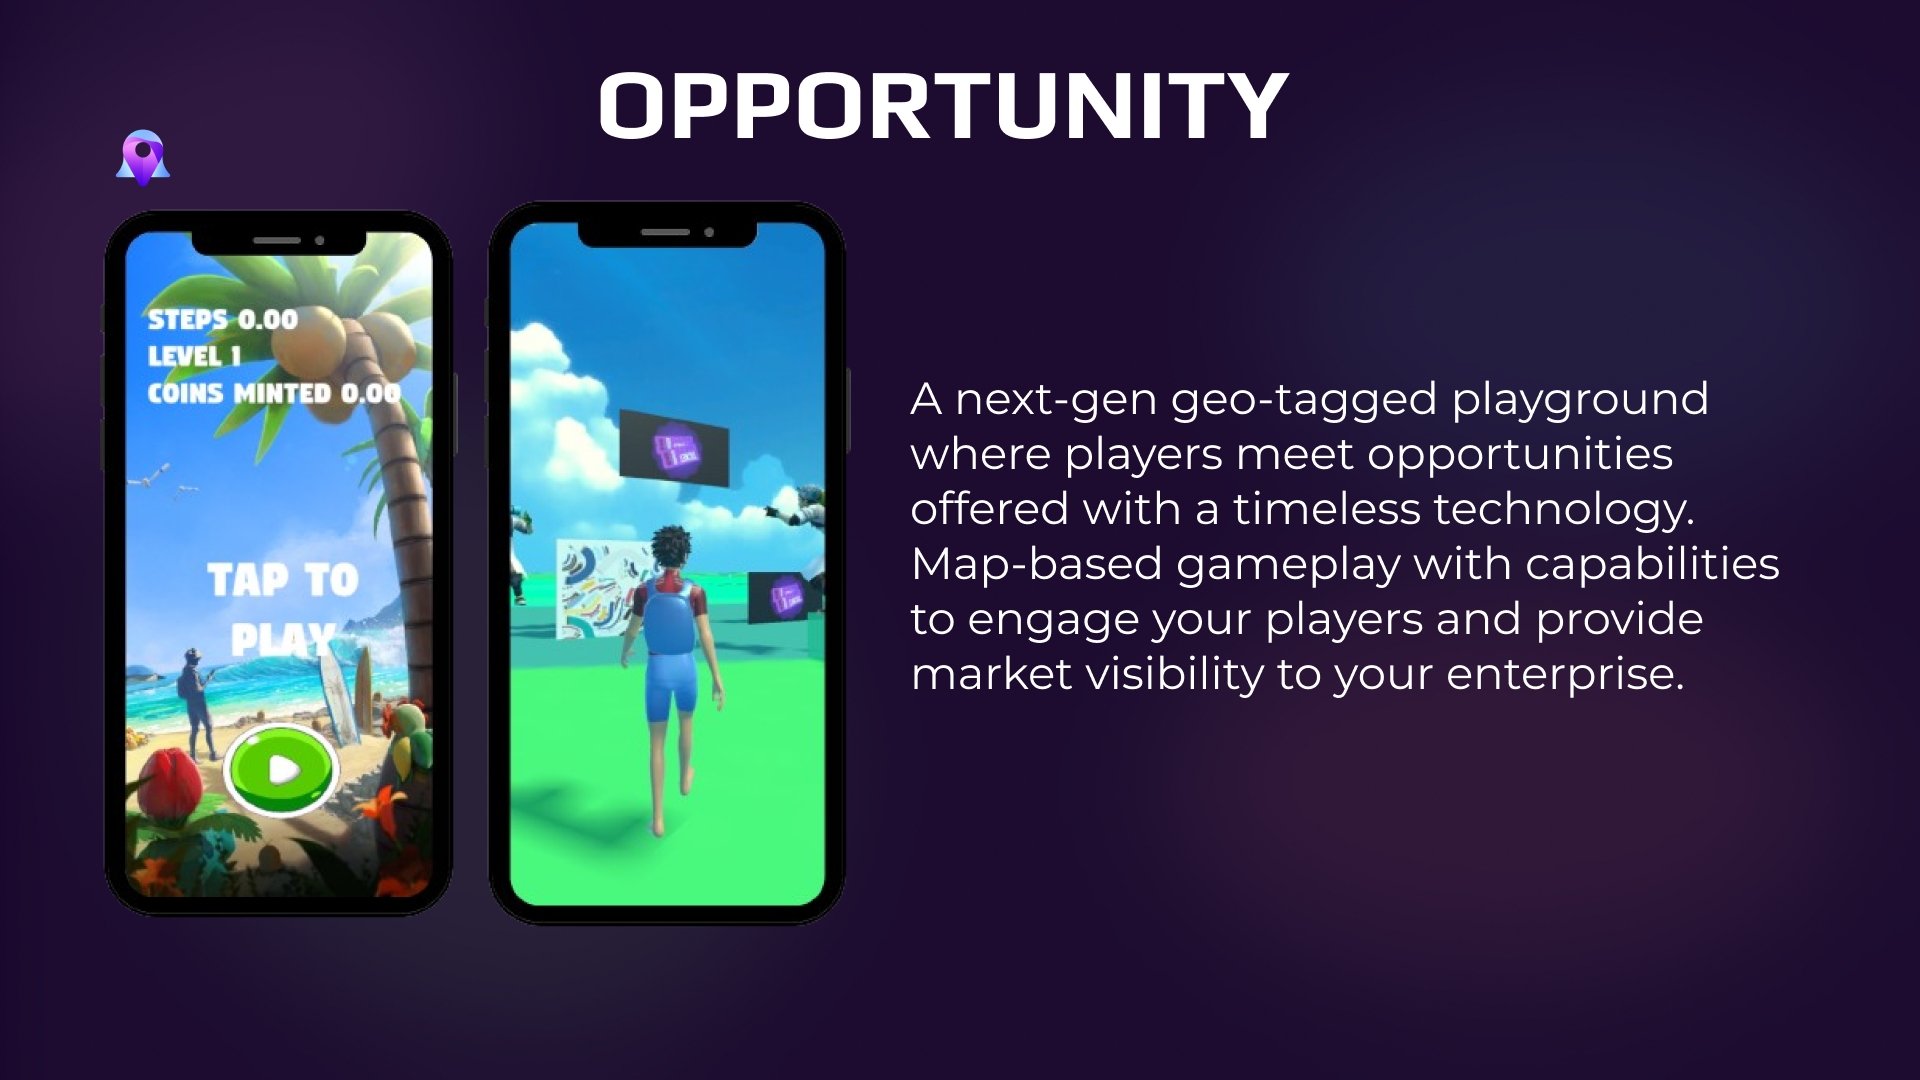 OPPORTUNITY
STEPS 0.00
LEVEL 1
COINS MINTED 0.00
TAP TO
PLAY
A next-gen geo-tagged playground
where players meet opportunities
offered with a timeless technology.
Map-based gameplay with capabilities
to engage your players and provide
market visibility to your enterprise.